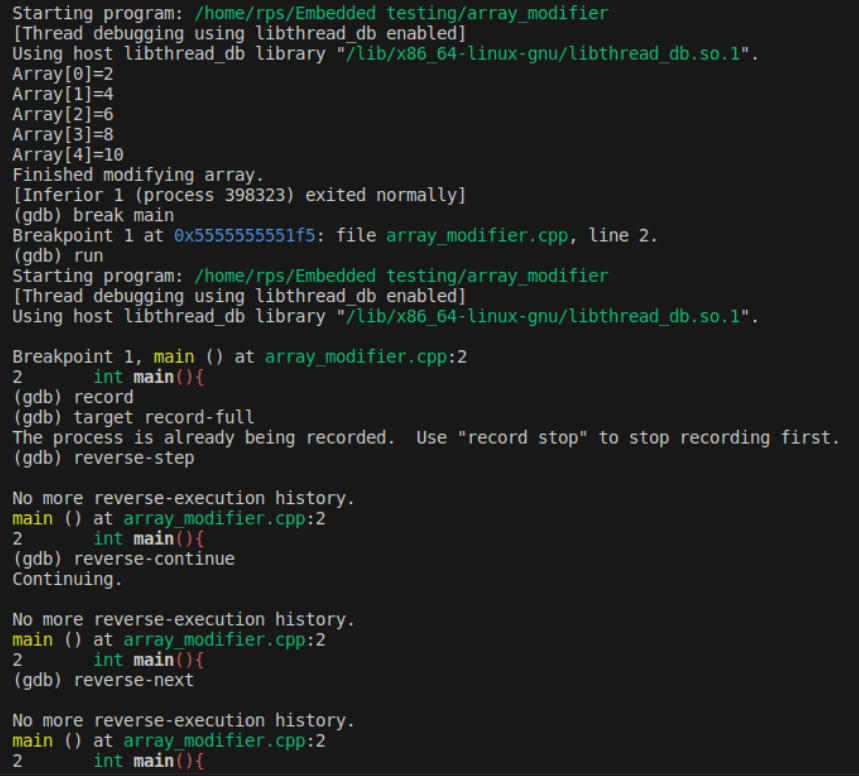 Starting program: /home/rps/Embedded testing/array_modifier
[Thread debugging using libthread_db enabled]
Using host libthread_db library "/lib/x86_64-linux-gnu/libthread_db.so.1".
Array[0]=2
Array[1]=4
Array[2]=6
Array[3]=8
Array[4]=10
Finished modifying array.
[Inferior 1 (process 398323) exited normally]
(gdb) break main
Breakpoint 1 at 0x5555555551f5: file array_modifier.cpp, line 2.
(gdb) run
Starting program: /home/rps/Embedded testing/array_modifier
[Thread debugging using libthread_db enabled]
Using host libthread_db library "/lib/x86_64-linux-gnu/libthread_db.so.1".

Breakpoint 1, main () at array_modifier.cpp:2
2       int main(){
(gdb) record
(gdb) target record-full
The process is already being recorded.  Use "record stop" to stop recording first.
(gdb) reverse-step

No more reverse-execution history.
main () at array_modifier.cpp:2
2       int main(){
(gdb) reverse-continue
Continuing.

No more reverse-execution history.
main () at array_modifier.cpp:2
2       int main(){
(gdb) reverse-next

No more reverse-execution history.
main () at array_modifier.cpp:2
2       int main(){